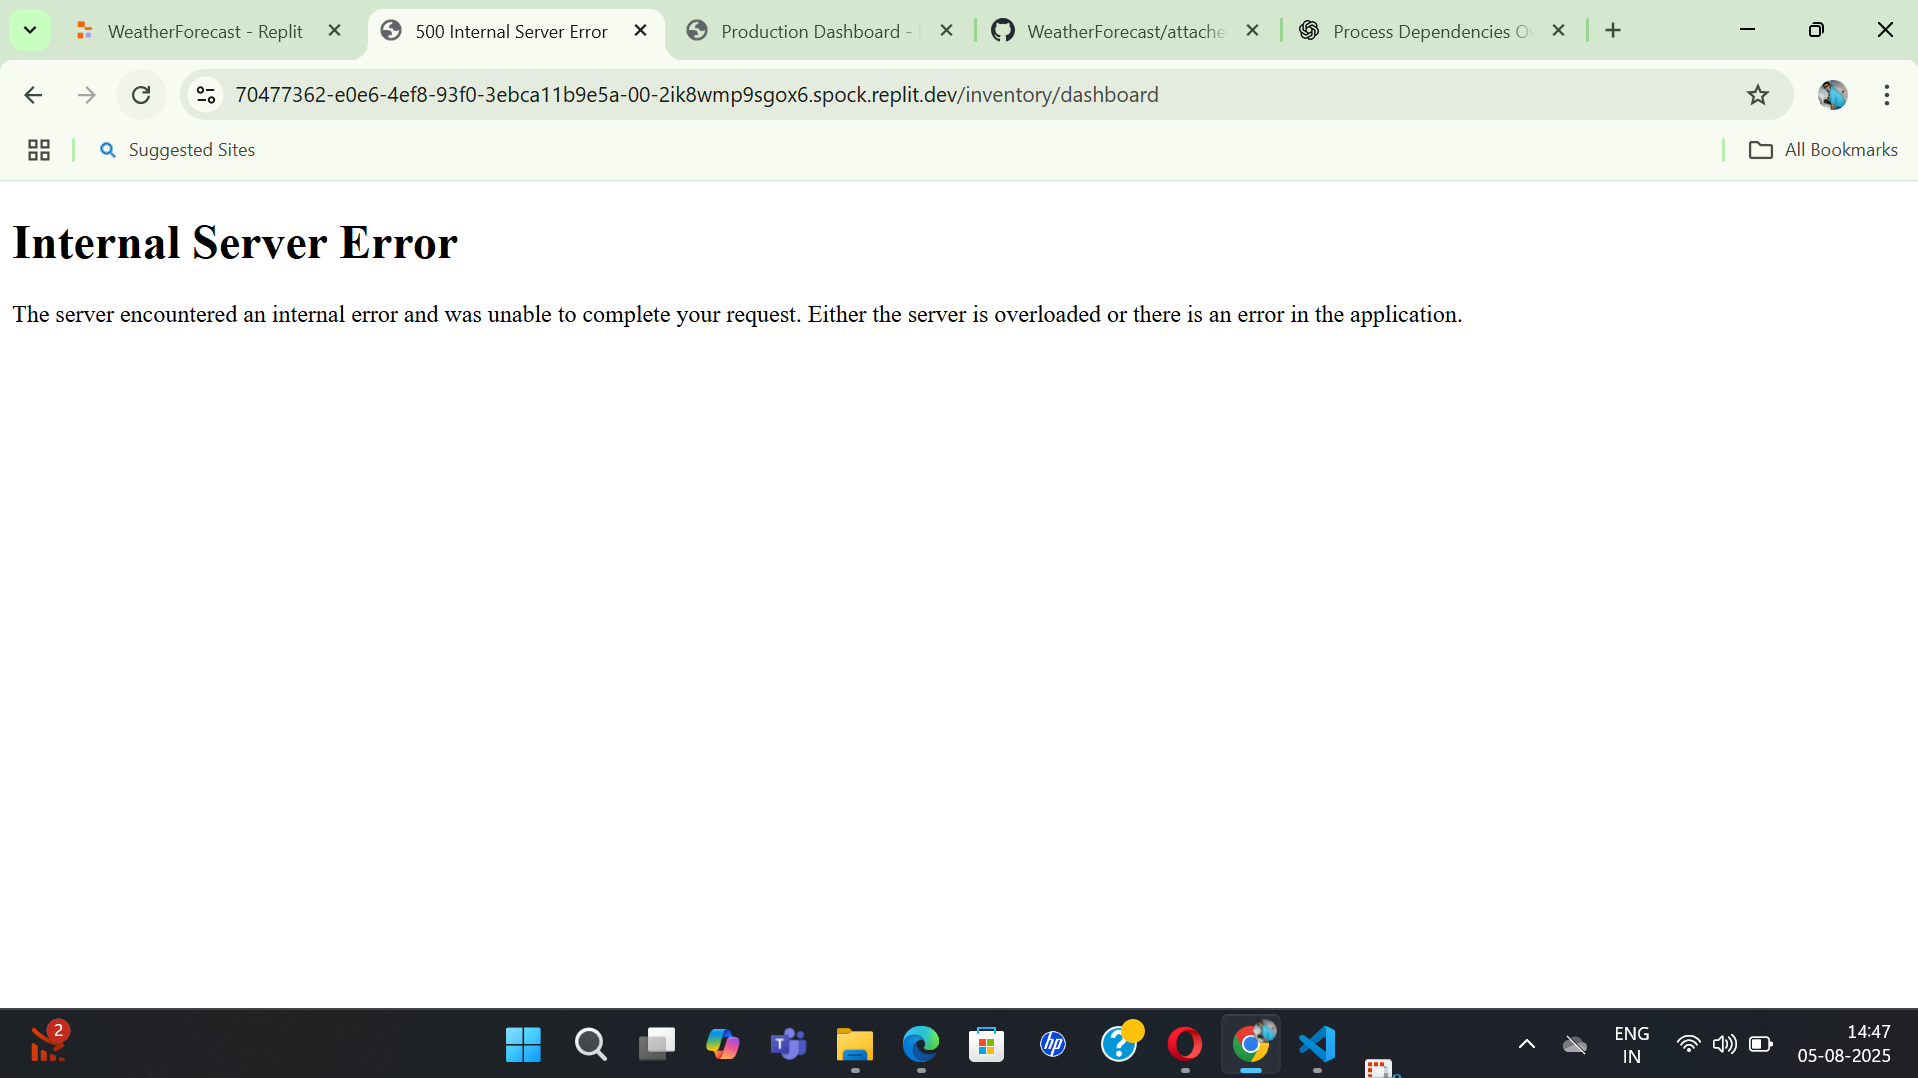 WeatherForecast - Replit
500 Internal Server Error
Production Dashboard -
WeatherForecast/attache
Process Dependencies Ov
70477362-e0e6-4ef8-93f0-3ebca11b9e5a-00-2ik8wmp9sgox6.spock.replit.dev/inventory/dashboard
Suggested Sites
All Bookmarks
Internal Server Error
The server encountered an internal error and was unable to complete your request. Either the server is overloaded or there is an error in the application.
2
T
hp
?
ENG
IN
14:47
05-08-2025